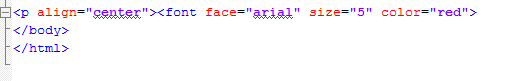 <p align="center"><font face="arial" size="5" color="red">
</body>
</html>